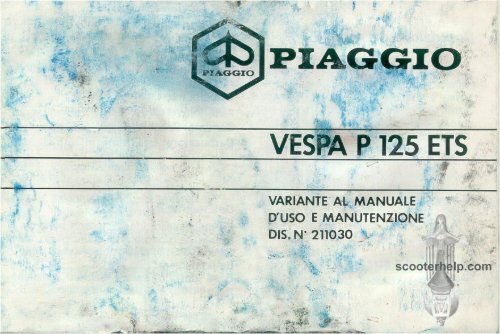 PIAGGIO
PIAGGIO
VESPA P 125 ETS
VARIANTE AL MANUALE
D'USO E MANUTENZIONE
DIS. N° 211030
scooterhelp.com